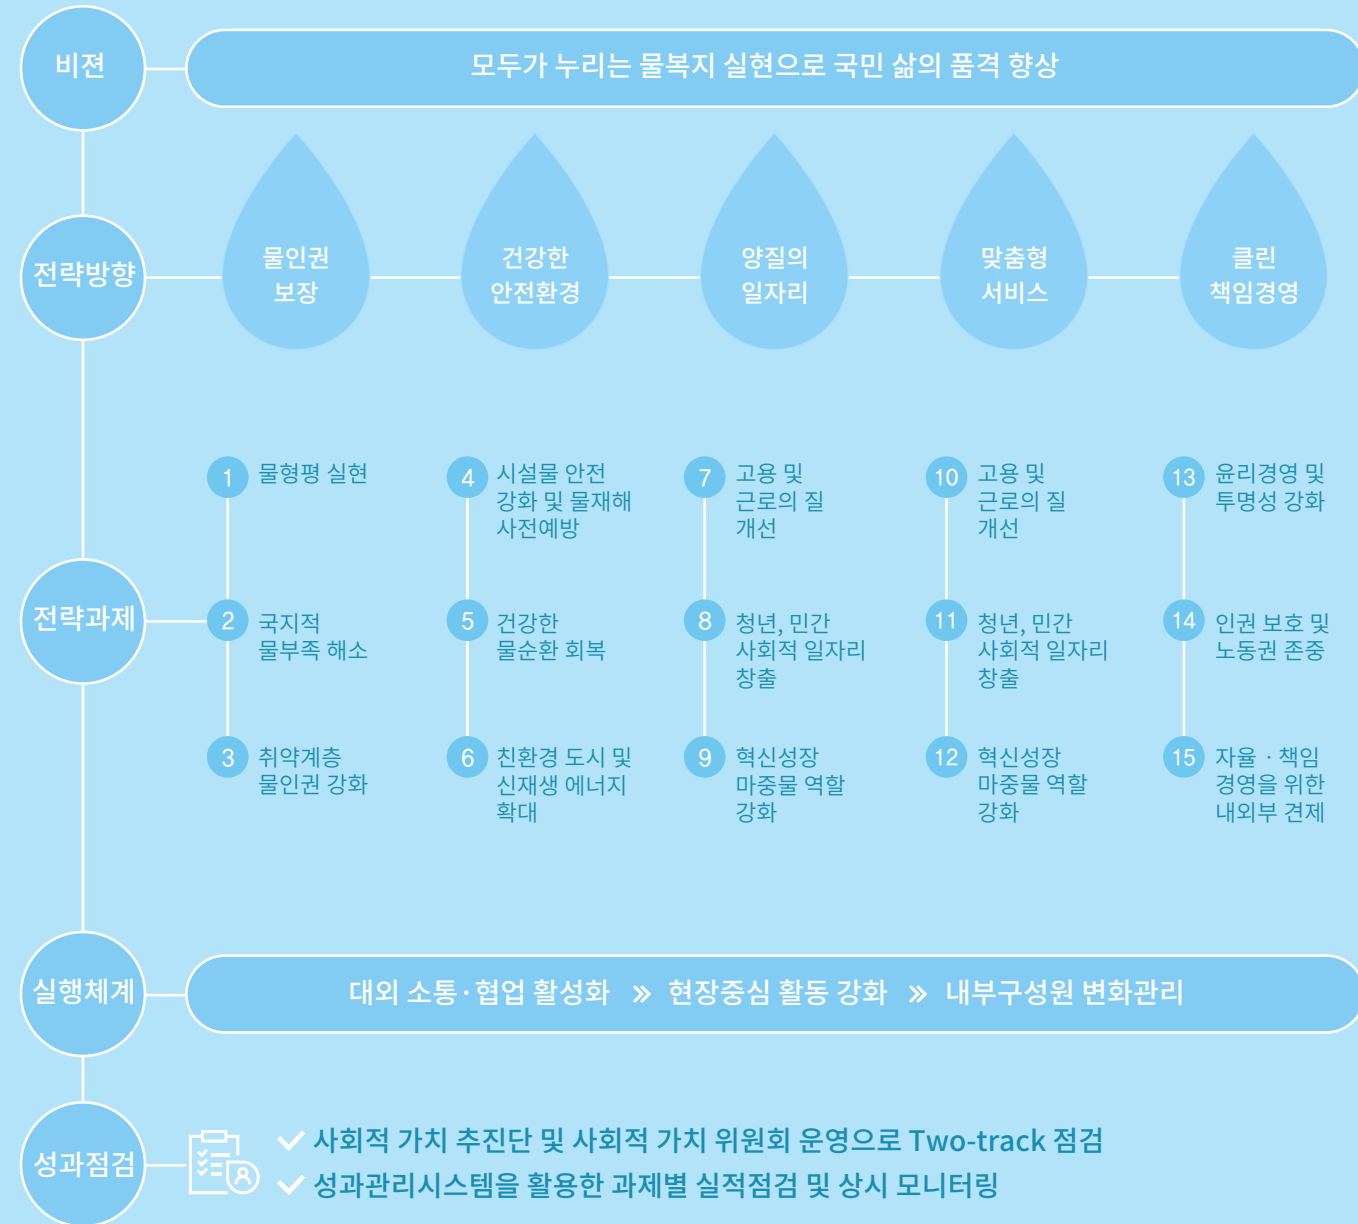 비젼
모두가 누리는 물복지 실현으로 국민 삶의 품격 향상
전략방향
물인권
보장
건강한
안전환경
양질의
일자리
맞춤형
서비스
클린
책임경영
전략과제
1 물형평 실현
2 국지적
물부족 해소
3 취약계층
물인권 강화
4 시설물 안전
강화 및 물재해
사전예방
5 건강한
물순환 회복
6 친환경 도시 및
신재생 에너지
확대
7 고용 및
근로의 질
개선
8 청년, 민간
사회적 일자리
창출
9 혁신성장
마중물 역할
강화
10 고용 및
근로의 질
개선
11 청년, 민간
사회적 일자리
창출
12 혁신성장
마중물 역할
강화
13 윤리경영 및
투명성 강화
14 인권 보호 및
노동권 존중
15 자율 · 책임
경영을 위한
내외부 견제
실행체계
대외 소통·협업 활성화 » 현장중심 활동 강화 » 내부구성원 변화관리
성과점검
사회적 가치 추진단 및 사회적 가치 위원회 운영으로 Two-track 점검
성과관리시스템을 활용한 과제별 실적점검 및 상시 모니터링